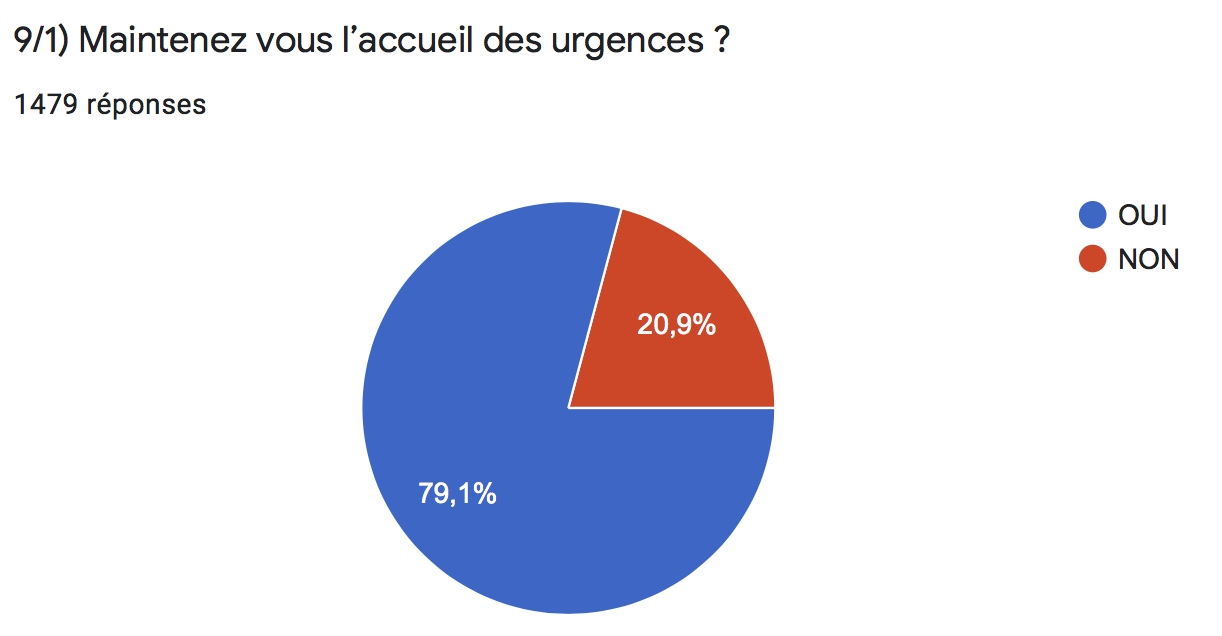 9/1) Maintenez vous l’accueil des urgences ?
1479 réponses
OUI
NON
20,9%
79,1%